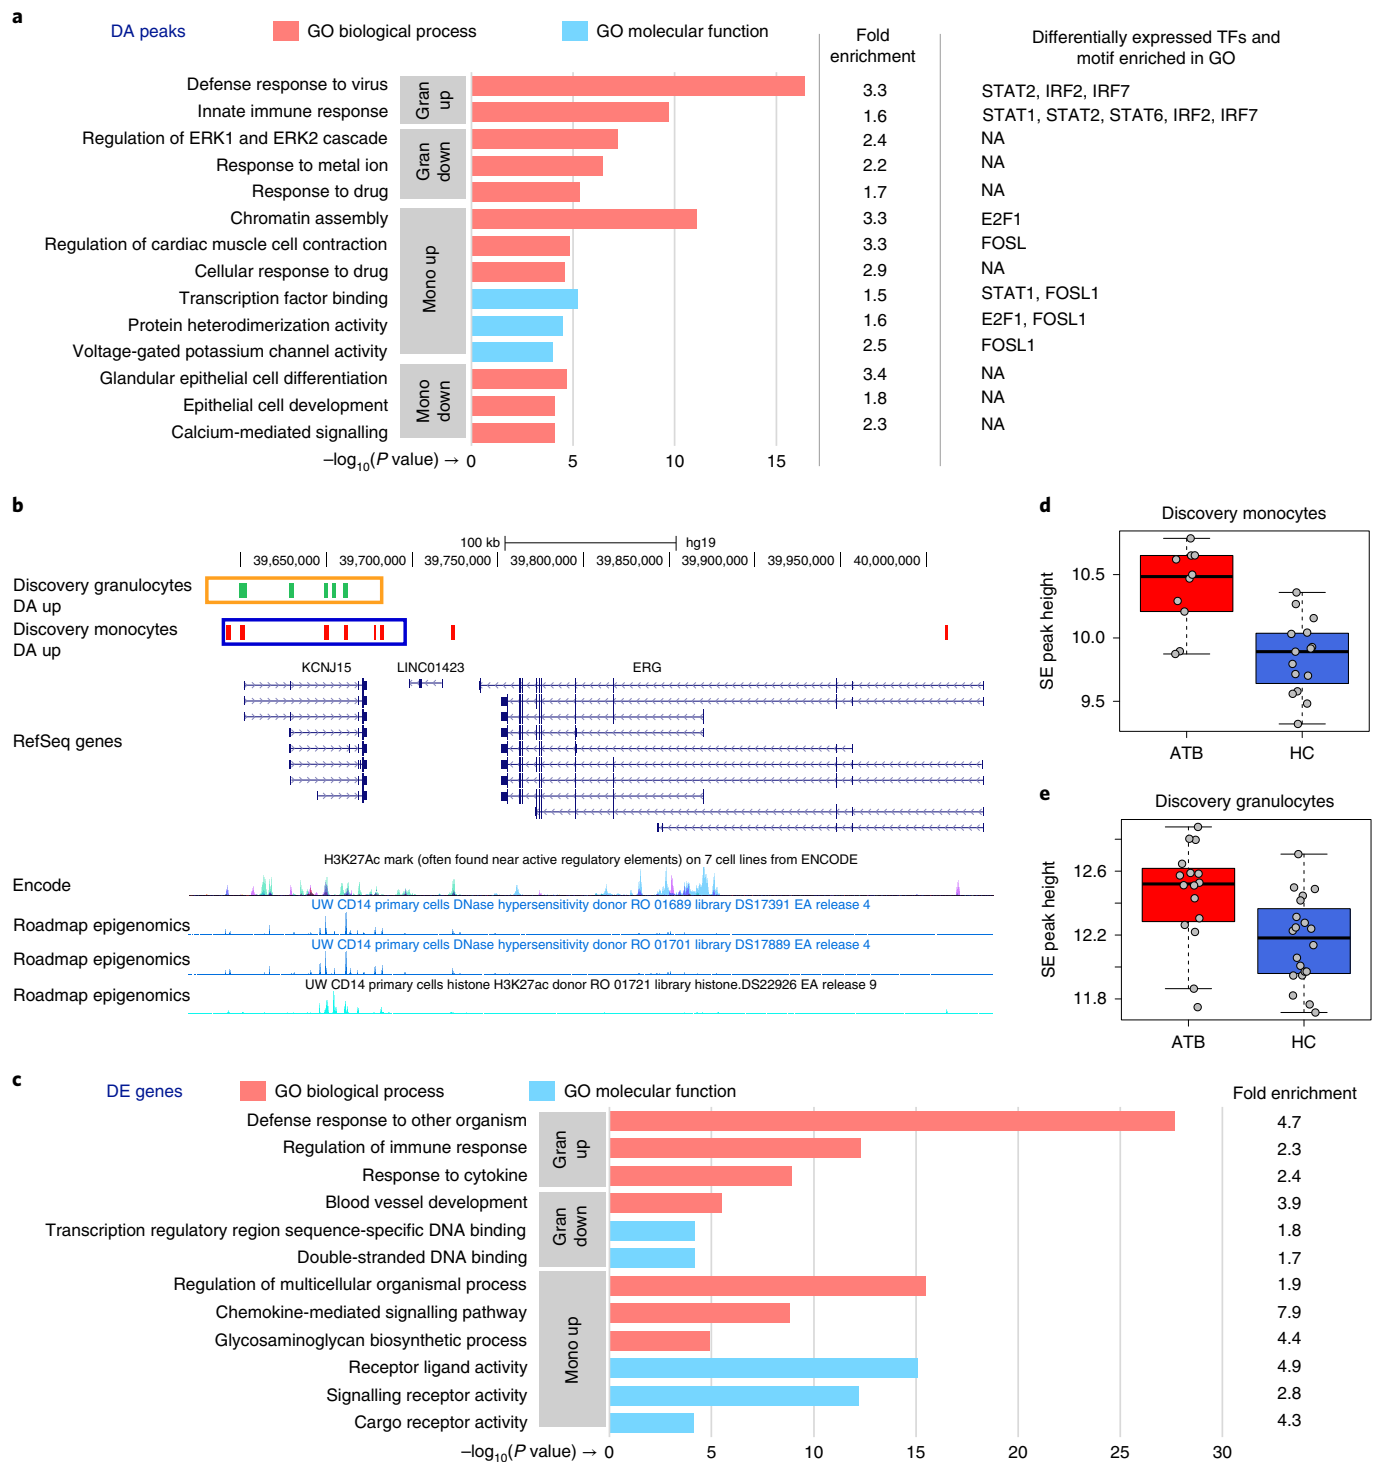 a
DA peaks GO biological process GO molecular function
Fold enrichment
Differentially expressed TFs and motif enriched in GO
Defense response to virus 3.3 STAT2, IRF2, IRF7
Innate immune response 1.6 STAT1, STAT2, STAT6, IRF2, IRF7
Gran up
Regulation of ERK1 and ERK2 cascade 2.4 NA
Response to metal ion 2.2 NA
Response to drug 1.7 NA
Gran down
Chromatin assembly 3.3 E2F1
Regulation of cardiac muscle cell contraction 3.3 FOSL
Cellular response to drug 2.9 NA
Transcription factor binding 1.5 STAT1, FOSL1
Protein heterodimerization activity 1.6 E2F1, FOSL1
Voltage-gated potassium channel activity 2.5 FOSL1
Mono up
Glandular epithelial cell differentiation 3.4 NA
Epithelial cell development 1.8 NA
Calcium-mediated signalling 2.3 NA
Mono down
–log10(P value) → 0 5 10 15
b
100 kb hg19
39,650,000 39,700,000 39,750,000 39,800,000 39,850,000 39,900,000 39,950,000 40,000,000
Discovery granulocytes
DA up
Discovery monocytes
DA up
KCNJ15 LINC01423 ERG
RefSeq genes
H3K27Ac mark (often found near active regulatory elements) on 7 cell lines from ENCODE
Encode
UW CD14 primary cells DNase hypersensitivity donor RO 01689 library DS17391 EA release 4
Roadmap epigenomics
UW CD14 primary cells DNase hypersensitivity donor RO 01701 library DS17889 EA release 4
Roadmap epigenomics
UW CD14 primary cells histone H3K27ac donor RO 01721 library histone.DS22926 EA release 9
Roadmap epigenomics
d
Discovery monocytes
SE peak height
10.5
10.0
9.5
ATB HC
e
Discovery granulocytes
SE peak height
12.6
12.2
11.8
ATB HC
c
DE genes GO biological process GO molecular function Fold enrichment
Defense response to other organism 4.7
Regulation of immune response 2.3
Response to cytokine 2.4
Gran up
Blood vessel development 3.9
Transcription regulatory region sequence-specific DNA binding 1.8
Double-stranded DNA binding 1.7
Gran down
Regulation of multicellular organismal process 1.9
Chemokine-mediated signalling pathway 7.9
Glycosaminoglycan biosynthetic process 4.4
Receptor ligand activity 4.9
Signalling receptor activity 2.8
Cargo receptor activity 4.3
Mono up
–log10(P value) → 0 5 10 15 20 25 30